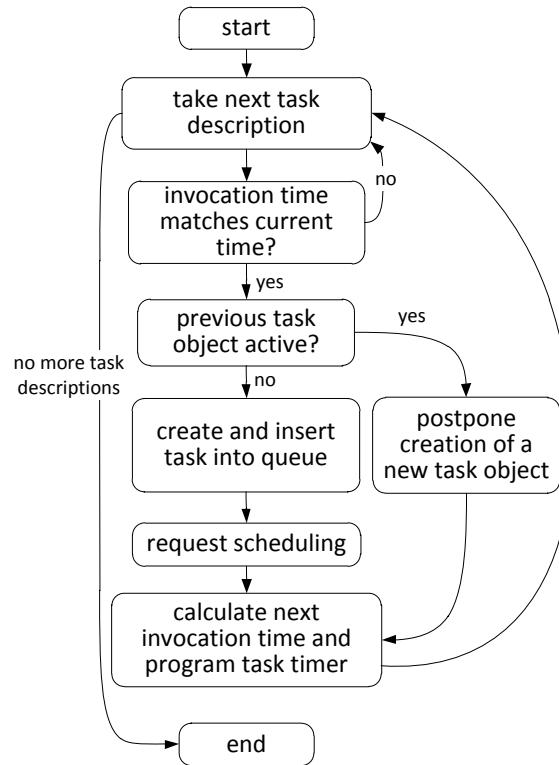 start
take next task
description
no
invocation time
matches current
time?
yes
previous task
object active?
yes
no more task
descriptions
no
create and insert
task into queue
postpone
creation of a
new task object
request scheduling
calculate next
invocation time and
program task timer
end